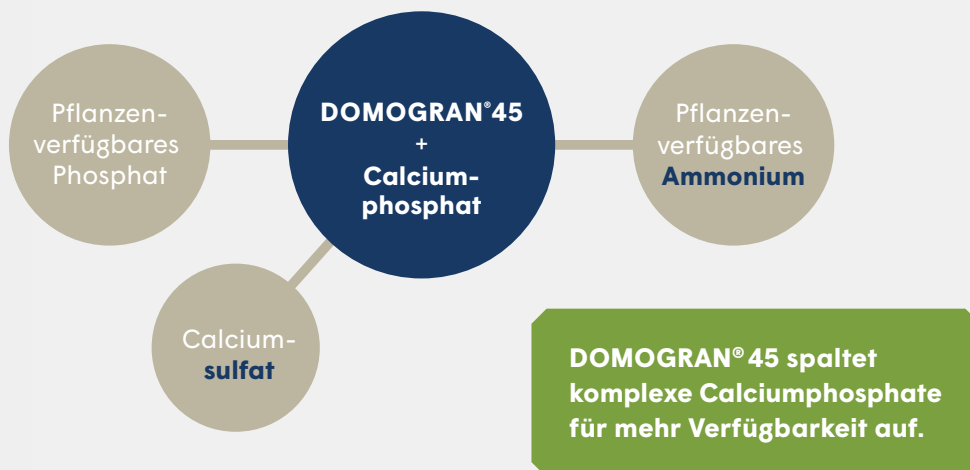 Pflanzen-
verfügbares
Phosphat
DOMOGRAN®45
+
Calcium-
phosphat
Pflanzen-
verfügbares
Ammonium
Calcium-
sulfat
DOMOGRAN® 45 spaltet
komplexe Calciumphosphate
für mehr Verfügbarkeit auf.